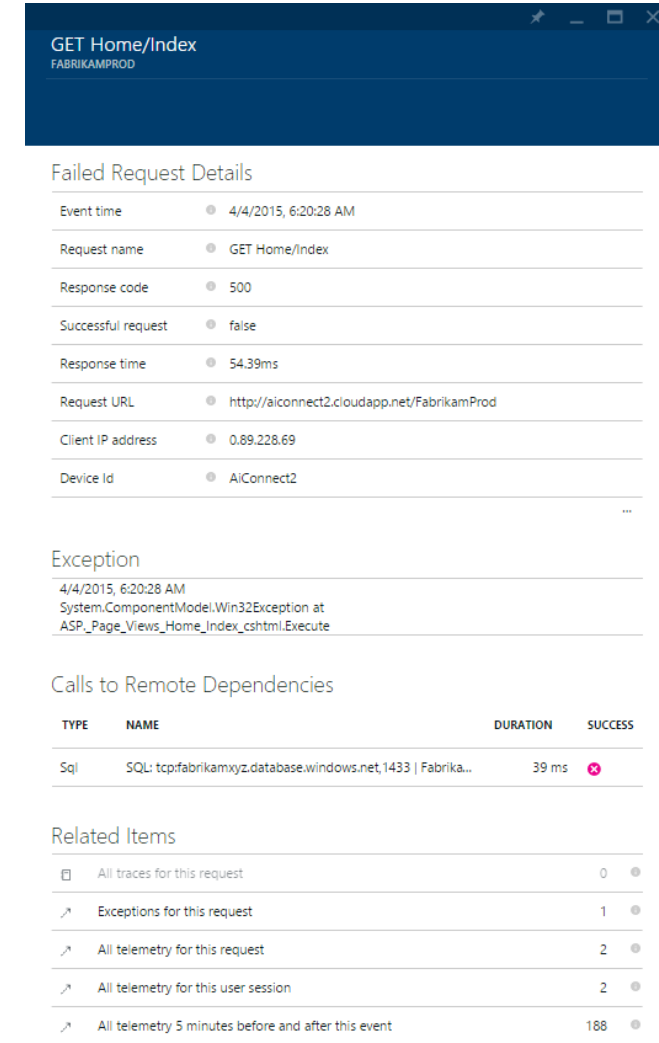 GET Home/Index
FABRIKAMPROD
Failed Request Details
Event time 4/4/2015, 6:20:28 AM
Request name GET Home/Index
Response code 500
Successful request false
Response time 54.39ms
Request URL http://aiconnect2.cloudapp.net/FabrikamProd
Client IP address 0.89.228.69
Device Id AiConnect2
...
Exception
4/4/2015, 6:20:28 AM
System.ComponentModel.Win32Exception at
ASP._Page_Views_Home_Index_cshtml.Execute
Calls to Remote Dependencies
TYPE NAME DURATION SUCCESS
Sql SQL: tcp:fabrikamxyz.database.windows.net,1433 | Fabrika... 39 ms
Related Items
All traces for this request 0
Exceptions for this request 1
All telemetry for this request 2
All telemetry for this user session 2
All telemetry 5 minutes before and after this event 188